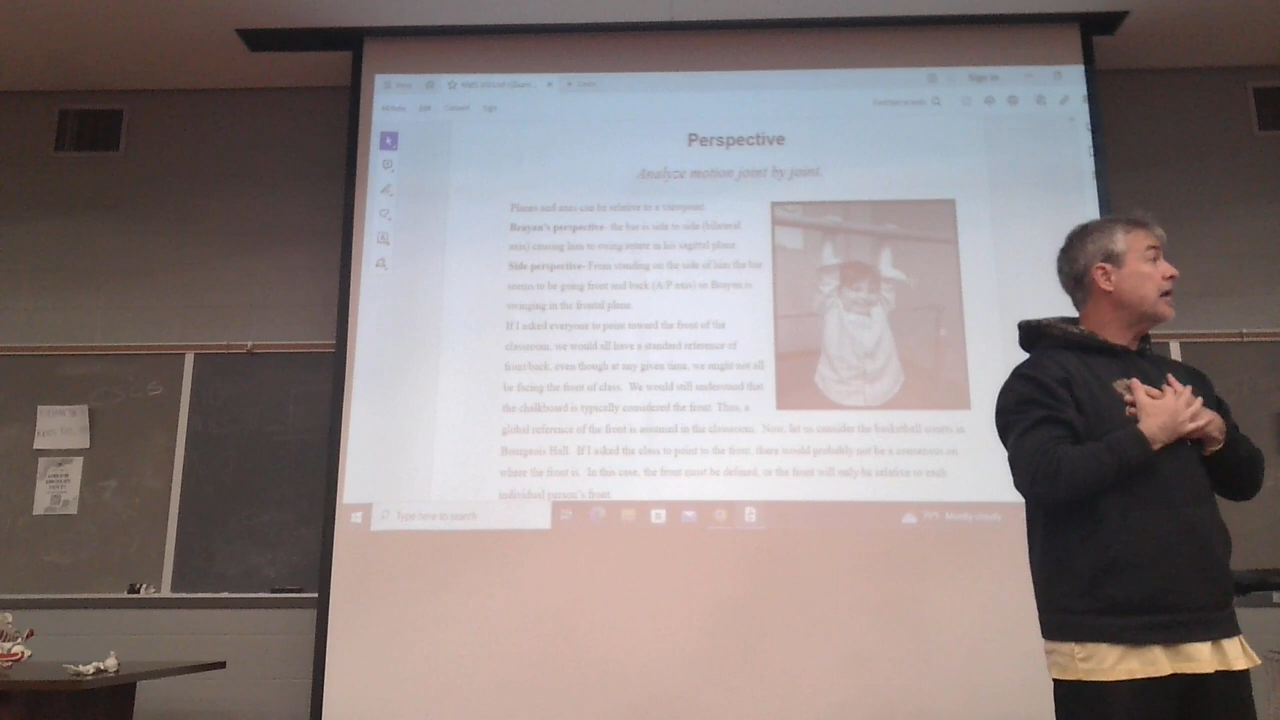 Sign In
All tools Edit Convert Sign
Perspective
Analyze motion joint by joint.
Planes and axes can be relative to a viewpoint.
Brayan's perspective- the bar is side to side (bilateral
axis) causing him to swing/rotate in his sagittal plane.
Side perspective- From standing on the side of him the bar
seems to be going front and back (A/P axis) so Brayan is
swinging in the frontal plane.
If I asked everyone to point toward the front of the
classroom, we would all have a standard reference of
front/back, even though at any given time, we might not all
be facing the front of class. We would still understand that
the chalkboard is typically considered the front. Thus, a
global reference of the front is assumed in the classroom. Now, let us consider the basketball courts in
Bourgeois Hall. If I asked the class to point to the front, there would probably not be a consensus on
where the front is. In this case, the front must be defined, or the front will only be relative to each
individual person's front.
Type here to search
Mostly cloudy